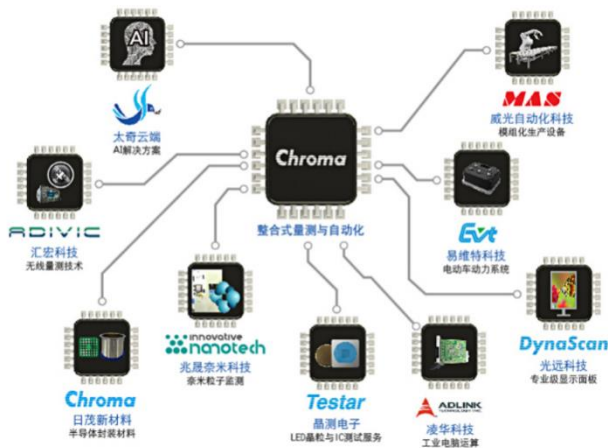 AI
太奇云端
AI解决方案
MAS
威光自动化科技
模组化生产设备
Chroma
整合式量测与自动化
ADIVIC
汇宏科技
无线量测技术
Evt
易维特科技
电动车动力系统
innovative
nanotech
兆晟奈米科技
奈米粒子监测
DynaScan
光远科技
专业级显示面板
Chroma
日茂新材料
半导体封装材料
Testar
晶测电子
LED晶粒与IC测试服务
ADLINK
凌华科技
工业电脑运算